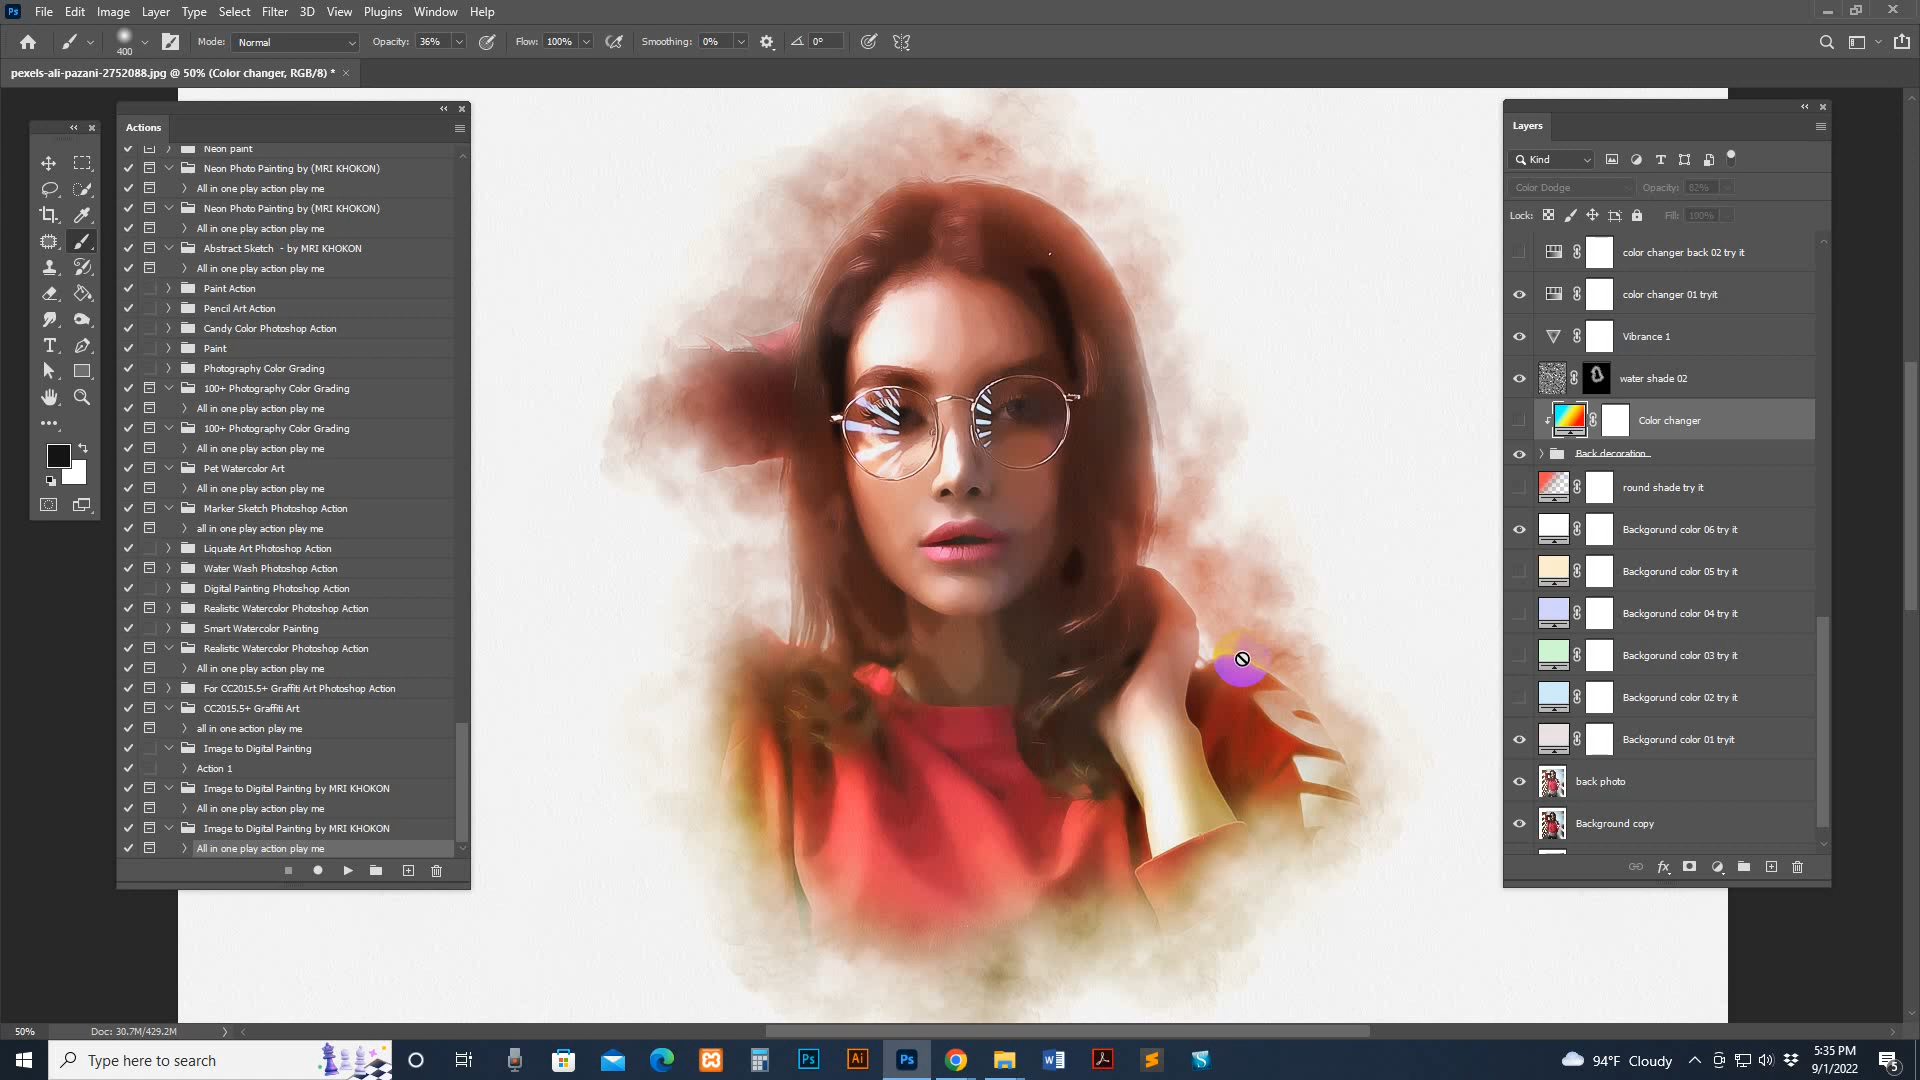 Ps File Edit Image Layer Type Select Filter 3D View Plugins Window Help
400 Mode: Normal Opacity: 36% Flow: 100% Smoothing: 0% 0°
pexels-ali-pazani-2752088.jpg @ 50% (Color changer, RGB/8) *
Actions
Neon paint
Neon Photo Painting by (MRI KHOKON)
All in one play action play me
Neon Photo Painting by (MRI KHOKON)
All in one play action play me
Abstract Sketch - by MRI KHOKON
All in one play action play me
Paint Action
Pencil Art Action
Candy Color Photoshop Action
Paint
Photography Color Grading
100+ Photography Color Grading
All in one play action play me
100+ Photography Color Grading
All in one play action play me
Pet Watercolor Art
All in one play action play me
Marker Sketch Photoshop Action
all in one play action play me
Liquate Art Photoshop Action
Water Wash Photoshop Action
Digital Painting Photoshop Action
Realistic Watercolor Photoshop Action
Smart Watercolor Painting
Realistic Watercolor Photoshop Action
All in one play action play me
For CC2015.5+ Graffiti Art Photoshop Action
CC2015.5+ Graffiti Art
all in one action play me
Image to Digital Painting
Action 1
Image to Digital Painting by MRI KHOKON
All in one play action play me
Image to Digital Painting by MRI KHOKON
All in one play action play me
Layers
Kind
Color Dodge Opacity: 82%
Lock: Fill: 100%
color changer back 02 try it
color changer 01 tryit
Vibrance 1
water shade 02
Color changer
Back decoration
round shade try it
Backgorund color 06 try it
Backgorund color 05 try it
Backgorund color 04 try it
Backgorund color 03 try it
Backgorund color 02 try it
Backgorund color 01 tryit
back photo
Background copy
50% Doc: 30.7M/429.2M
Type here to search
Ps Ai Ps
94°F Cloudy
5:35 PM
9/1/2022
5